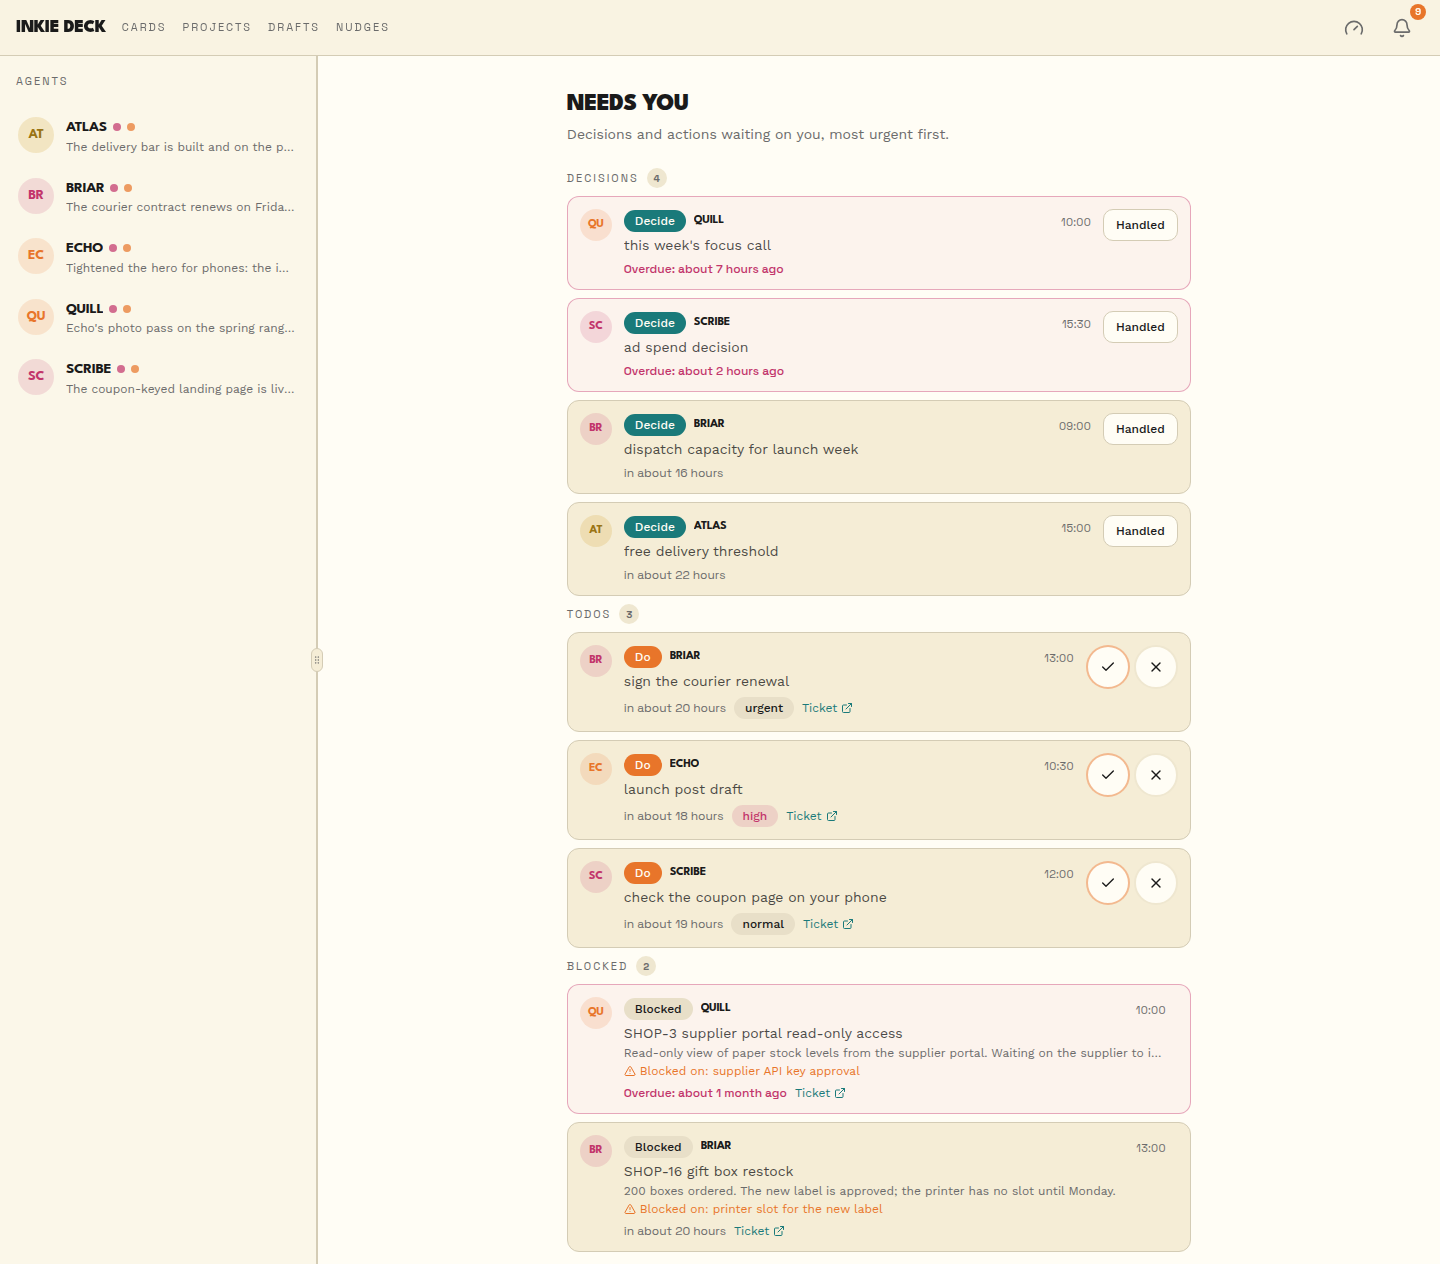 INKIE DECK CARDS PROJECTS DRAFTS NUDGES
9
AGENTS
AT ATLAS
The delivery bar is built and on the p...
BR BRIAR
The courier contract renews on Frida...
EC ECHO
Tightened the hero for phones: the i...
QU QUILL
Echo's photo pass on the spring rang...
SC SCRIBE
The coupon-keyed landing page is liv...
NEEDS YOU
Decisions and actions waiting on you, most urgent first.
DECISIONS 4
QU Decide QUILL 10:00 Handled
this week's focus call
Overdue: about 7 hours ago
SC Decide SCRIBE 15:30 Handled
ad spend decision
Overdue: about 2 hours ago
BR Decide BRIAR 09:00 Handled
dispatch capacity for launch week
in about 16 hours
AT Decide ATLAS 15:00 Handled
free delivery threshold
in about 22 hours
TODOS 3
BR Do BRIAR 13:00
sign the courier renewal
in about 20 hours urgent Ticket
EC Do ECHO 10:30
launch post draft
in about 18 hours high Ticket
SC Do SCRIBE 12:00
check the coupon page on your phone
in about 19 hours normal Ticket
BLOCKED 2
QU Blocked QUILL 10:00
SHOP-3 supplier portal read-only access
Read-only view of paper stock levels from the supplier portal. Waiting on the supplier to i...
Blocked on: supplier API key approval
Overdue: about 1 month ago Ticket
BR Blocked BRIAR 13:00
SHOP-16 gift box restock
200 boxes ordered. The new label is approved; the printer has no slot until Monday.
Blocked on: printer slot for the new label
in about 20 hours Ticket